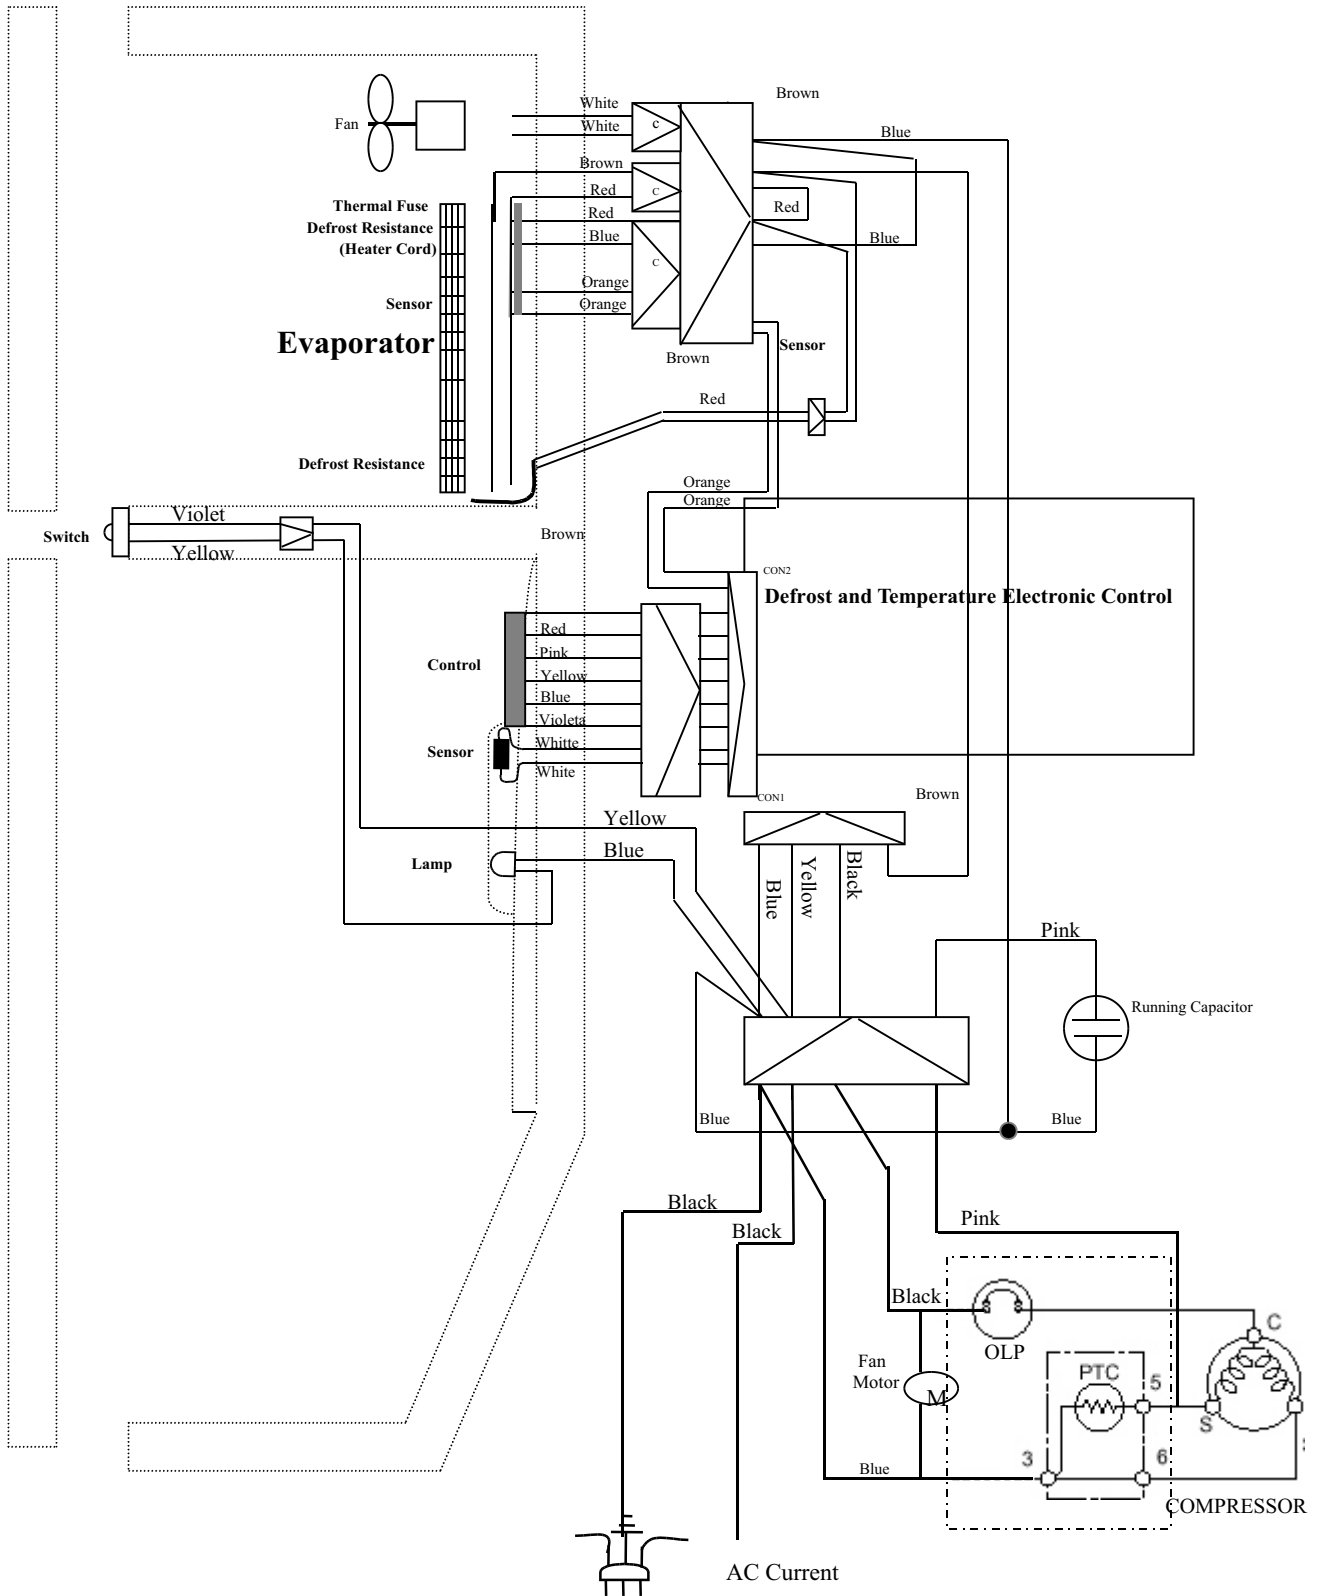 Brown
White
Blue
Fan
c
White
Brown
Red
C
Thermal Fuse
Red
Red
Defrost Resistance
Blue
Blue
(Heater Cord)
C
Orange
Sensor
Orange
Evaporator
Sensor
Brown
Red
Defrost Resistance
Orange
Orange
Violet
Switch
Brown
Yellow
CON2
Defrost and Temperature Electronic Control
Red
Pink
Control
Yellow
Blue
Violeta
Whitte
Sensor
White
CON1
Brown
Yellow
Blue
Lamp
Black
Yellow
Blue
Pink
Running Capacitor
Blue
Blue
Black
Pink
Black
Black
C
OLP
Fan
Motor
M
PTC
5
S
3
6
Blue
COMPRESSOR
AC Current